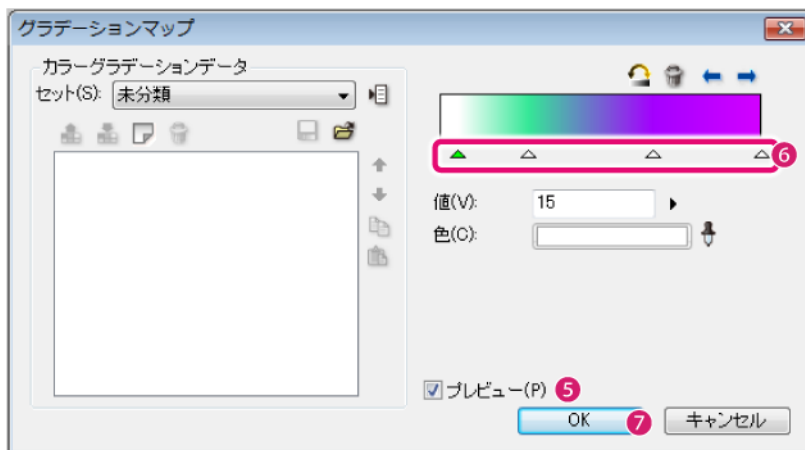 グラデーションマップ
カラーグラデーションデータ
セット(S): 未分類
6
値(V): 15
色(C):
プレビュー(P) 5
OK 7 キャンセル